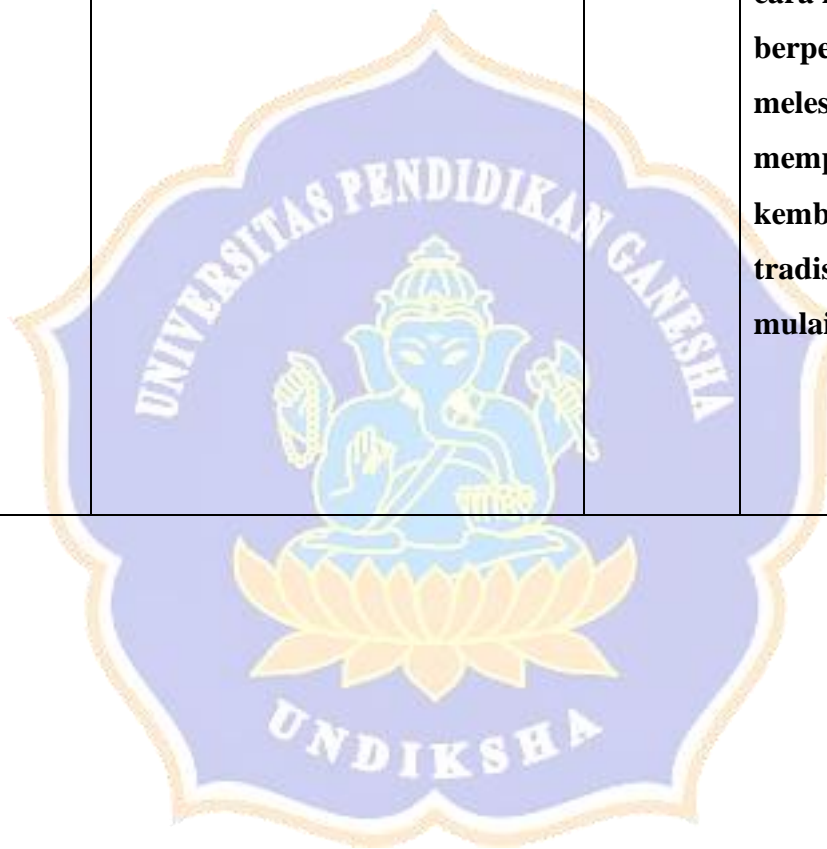 cara
berpe
meles
memp
kemb
tradis
mulai
UNIVERSITAS PENDIDIKAN GANESHA
UNDIKSHA